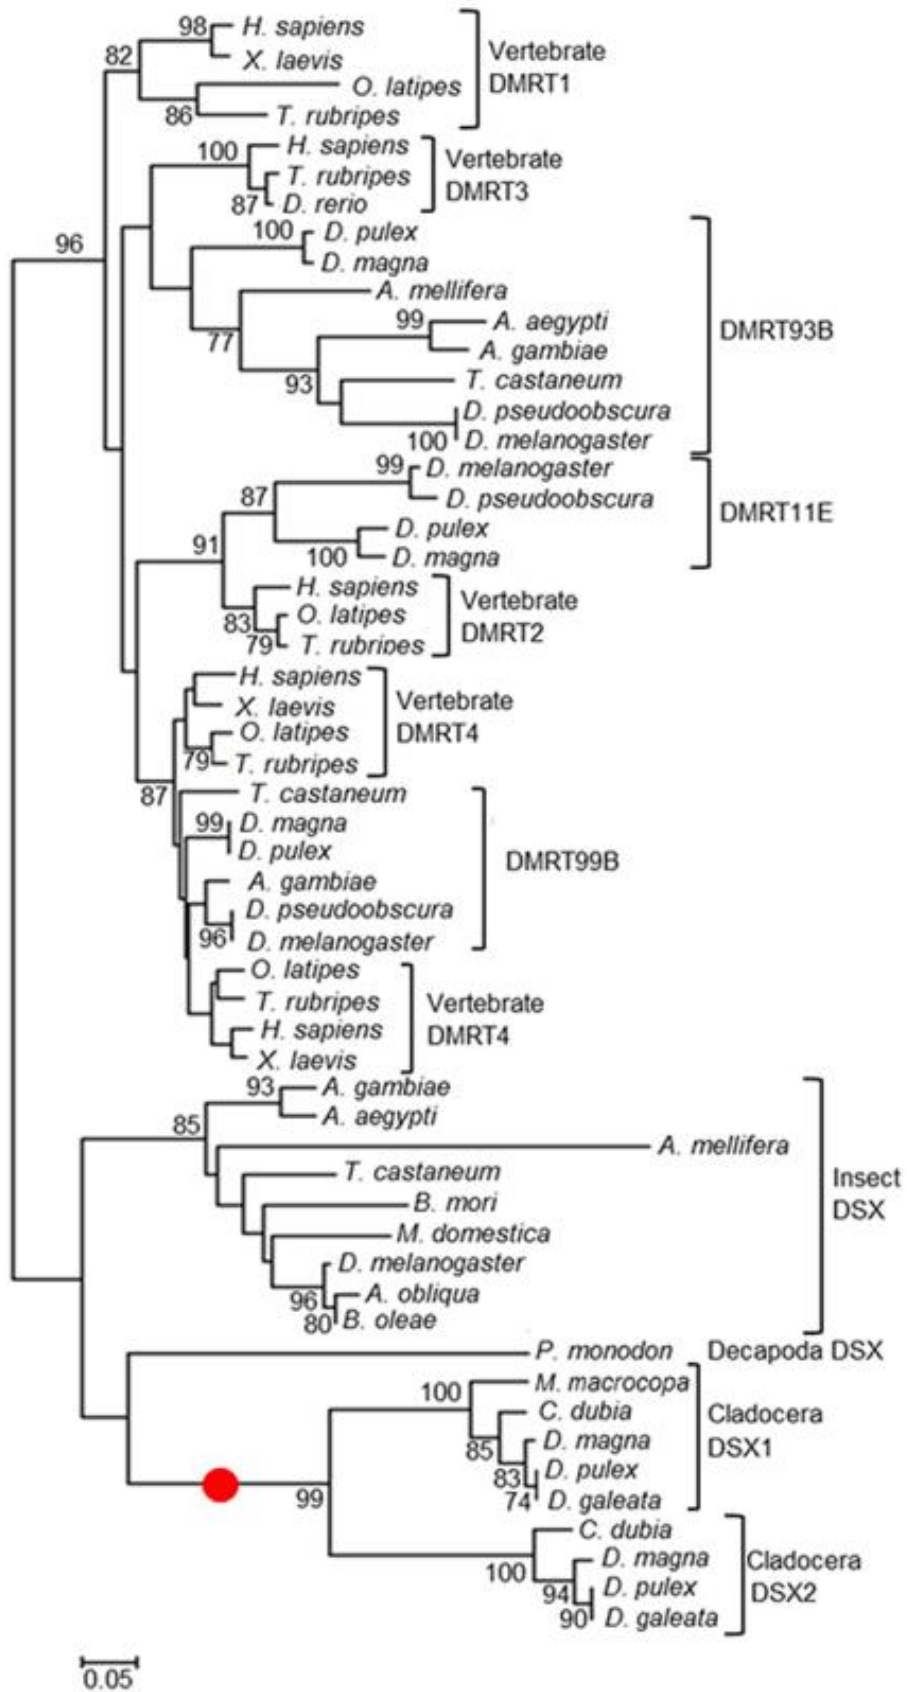 98
H. sapiens
X. laevis
82
O. latipes
86
T. rubripes
Vertebrate
DMRT1
100
H. sapiens
T. rubripes
87
D. rerio
Vertebrate
DMRT3
96
100
D. pulex
D. magna
A. mellifera
77
99
A. aegypti
A. gambiae
93
T. castaneum
D. pseudoobscura
100
D. melanogaster
DMRT93B
99
D. melanogaster
87
D. pseudoobscura
91
D. pulex
100
D. magna
DMRT11E
H. sapiens
83
O. latipes
79
T. rubripes
Vertebrate
DMRT2
H. sapiens
X. laevis
O. latipes
79
T. rubripes
Vertebrate
DMRT4
87
T. castaneum
99
D. magna
D. pulex
A. gambiae
D. pseudoobscura
96
D. melanogaster
DMRT99B
O. latipes
T. rubripes
H. sapiens
X. laevis
Vertebrate
DMRT4
93
A. gambiae
A. aegypti
85
A. mellifera
T. castaneum
B. mori
M. domestica
D. melanogaster
96
A. obliqua
80
B. oleae
Insect
DSX
P. monodon
Decapoda DSX
100
M. macrocopa
C. dubia
85
D. magna
83
D. pulex
74
D. galeata
Cladocera
DSX1
99
C. dubia
100
D. magna
94
D. pulex
90
D. galeata
Cladocera
DSX2
0.05